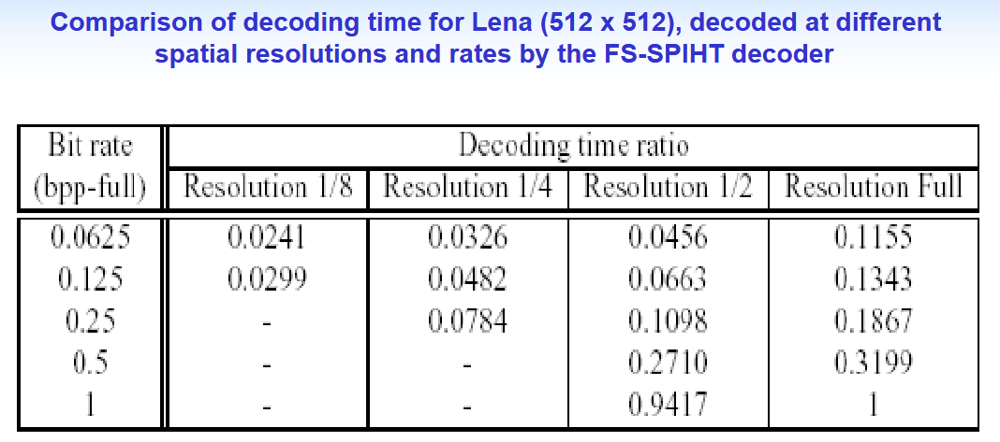 Comparison of decoding time for Lena (512 x 512), decoded at different
spatial resolutions and rates by the FS-SPIHT decoder
Bit rate Decoding time ratio
(bpp-full) Resolution 1/8 Resolution 1/4 Resolution 1/2 Resolution Full
0.0625 0.0241 0.0326 0.0456 0.1155
0.125 0.0299 0.0482 0.0663 0.1343
0.25 - 0.0784 0.1098 0.1867
0.5 - - 0.2710 0.3199
1 - - 0.9417 1